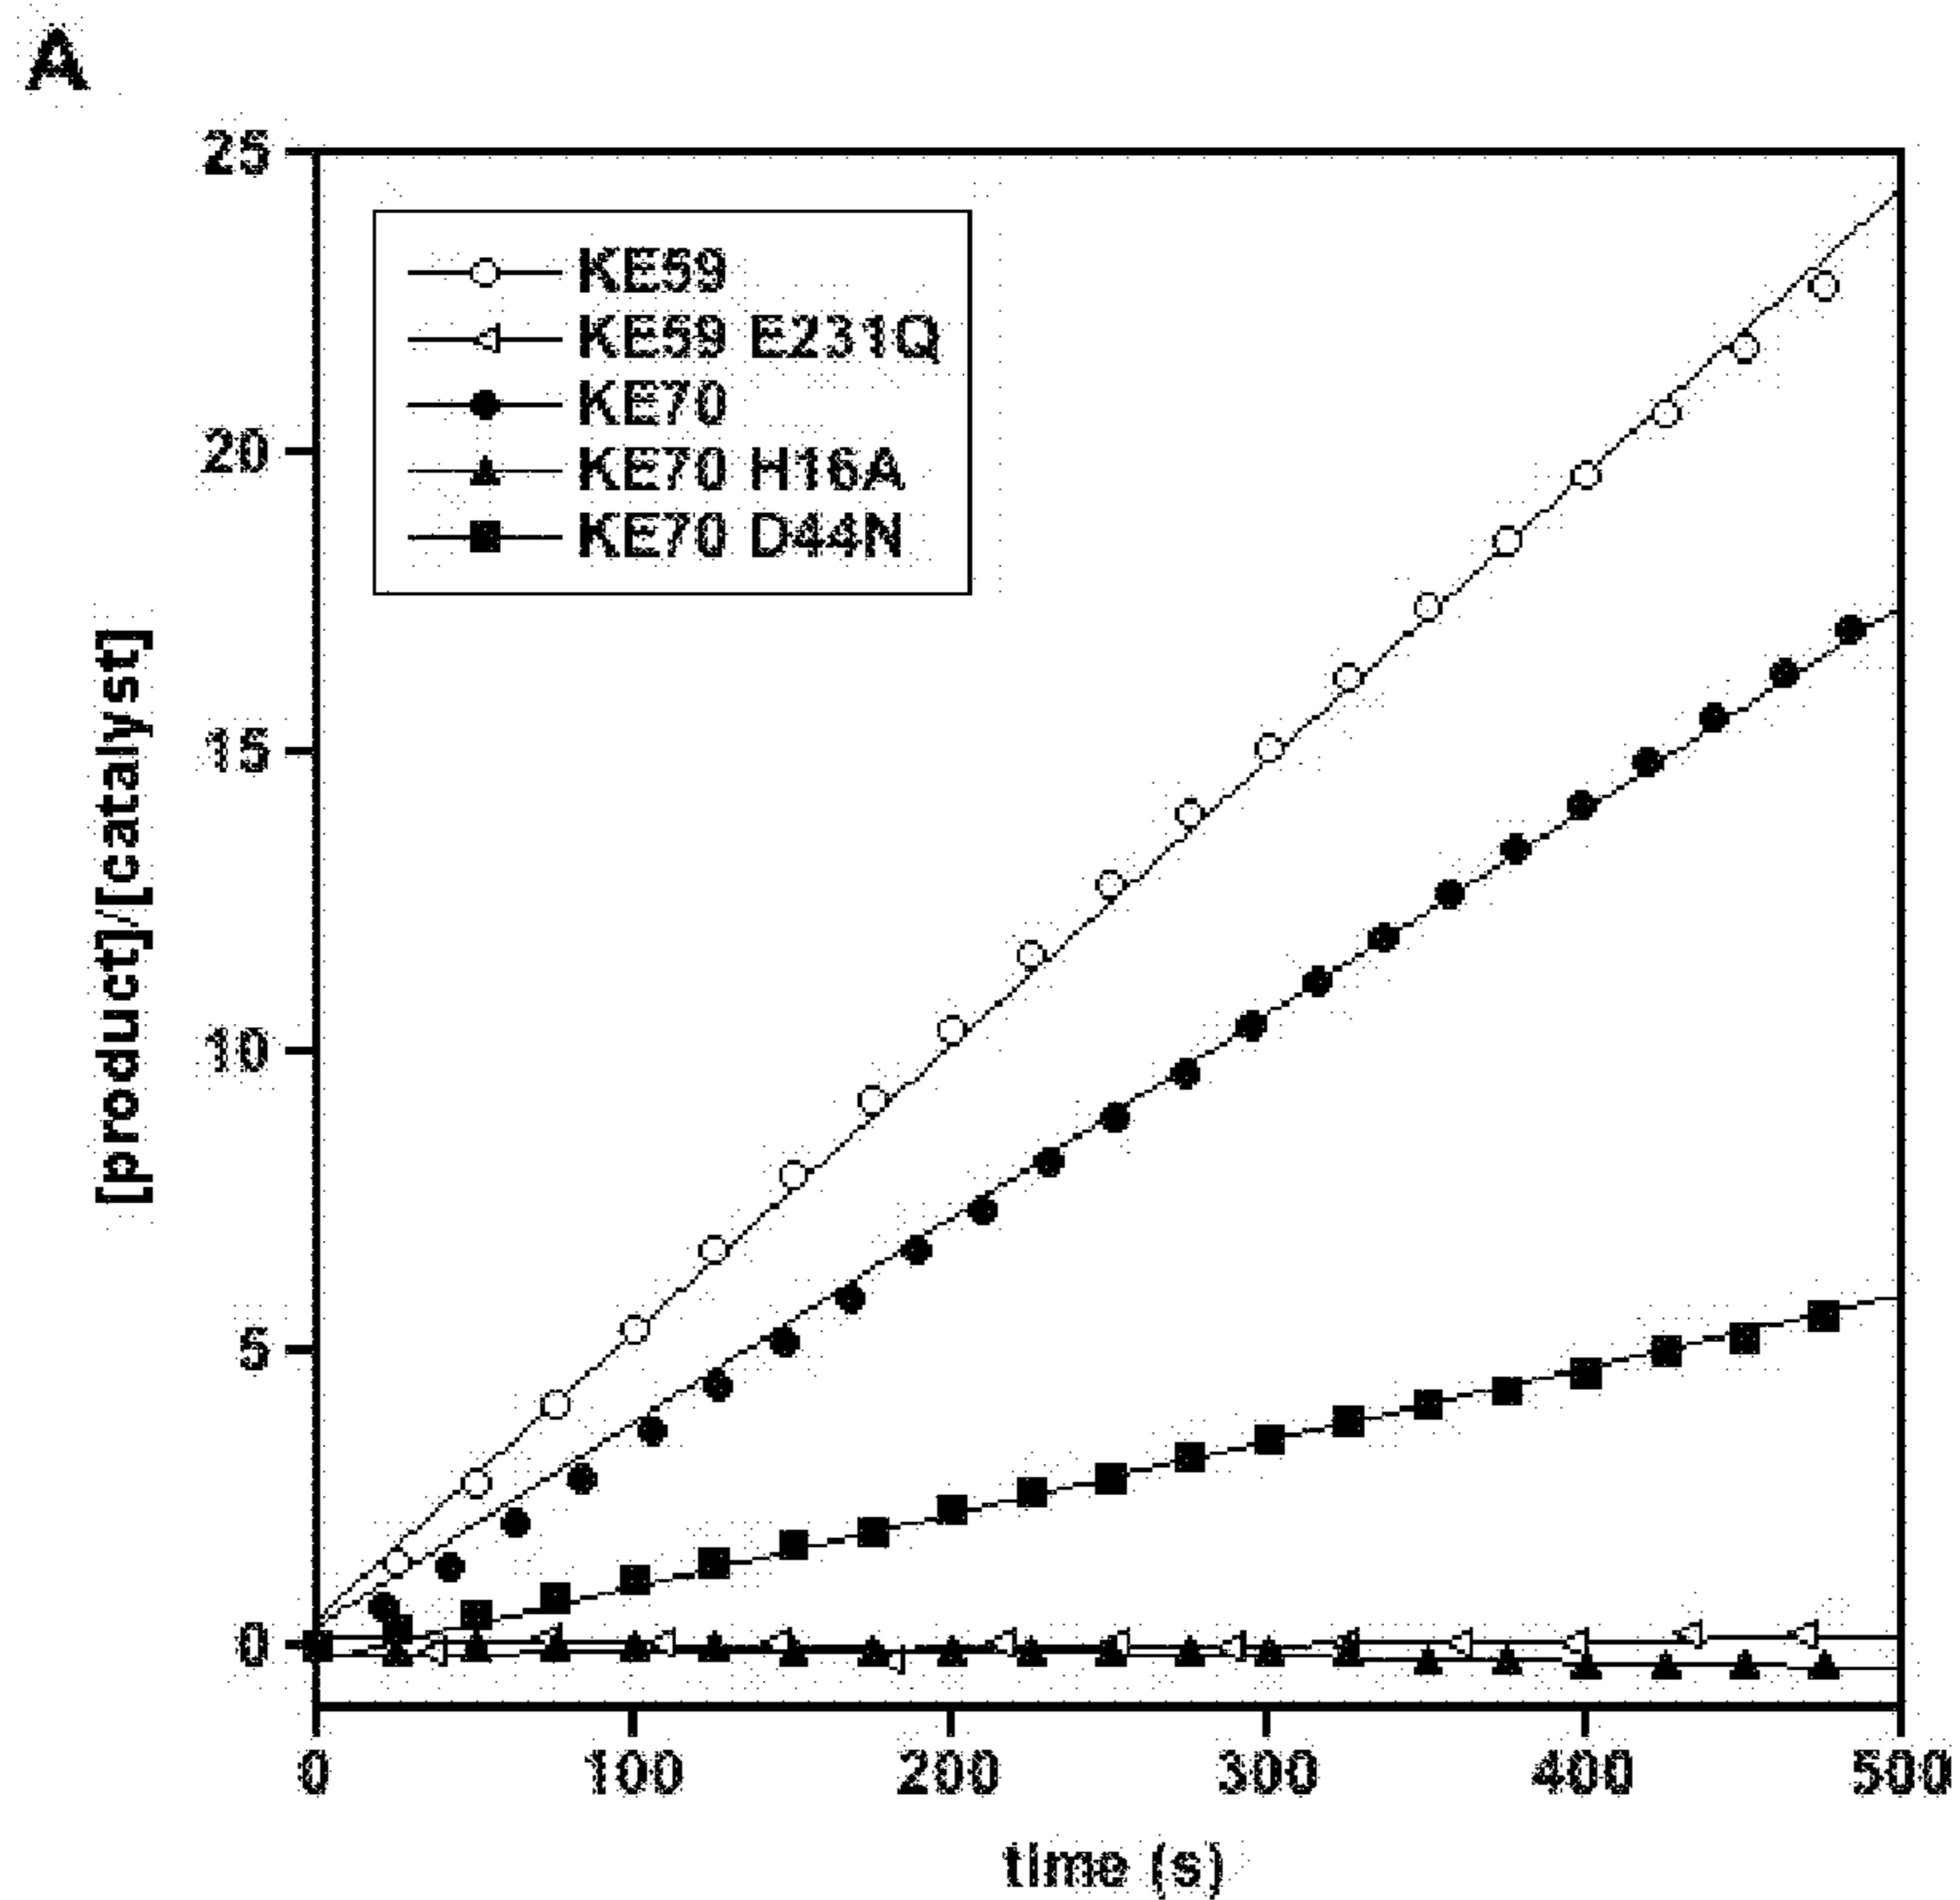 A
25
20
15
10
5
0
[product]/[catalyst]
KE59
KE59 E231Q
KE70
KE70 H16A
KE70 D44N
0 100 200 300 400 500
time (s)